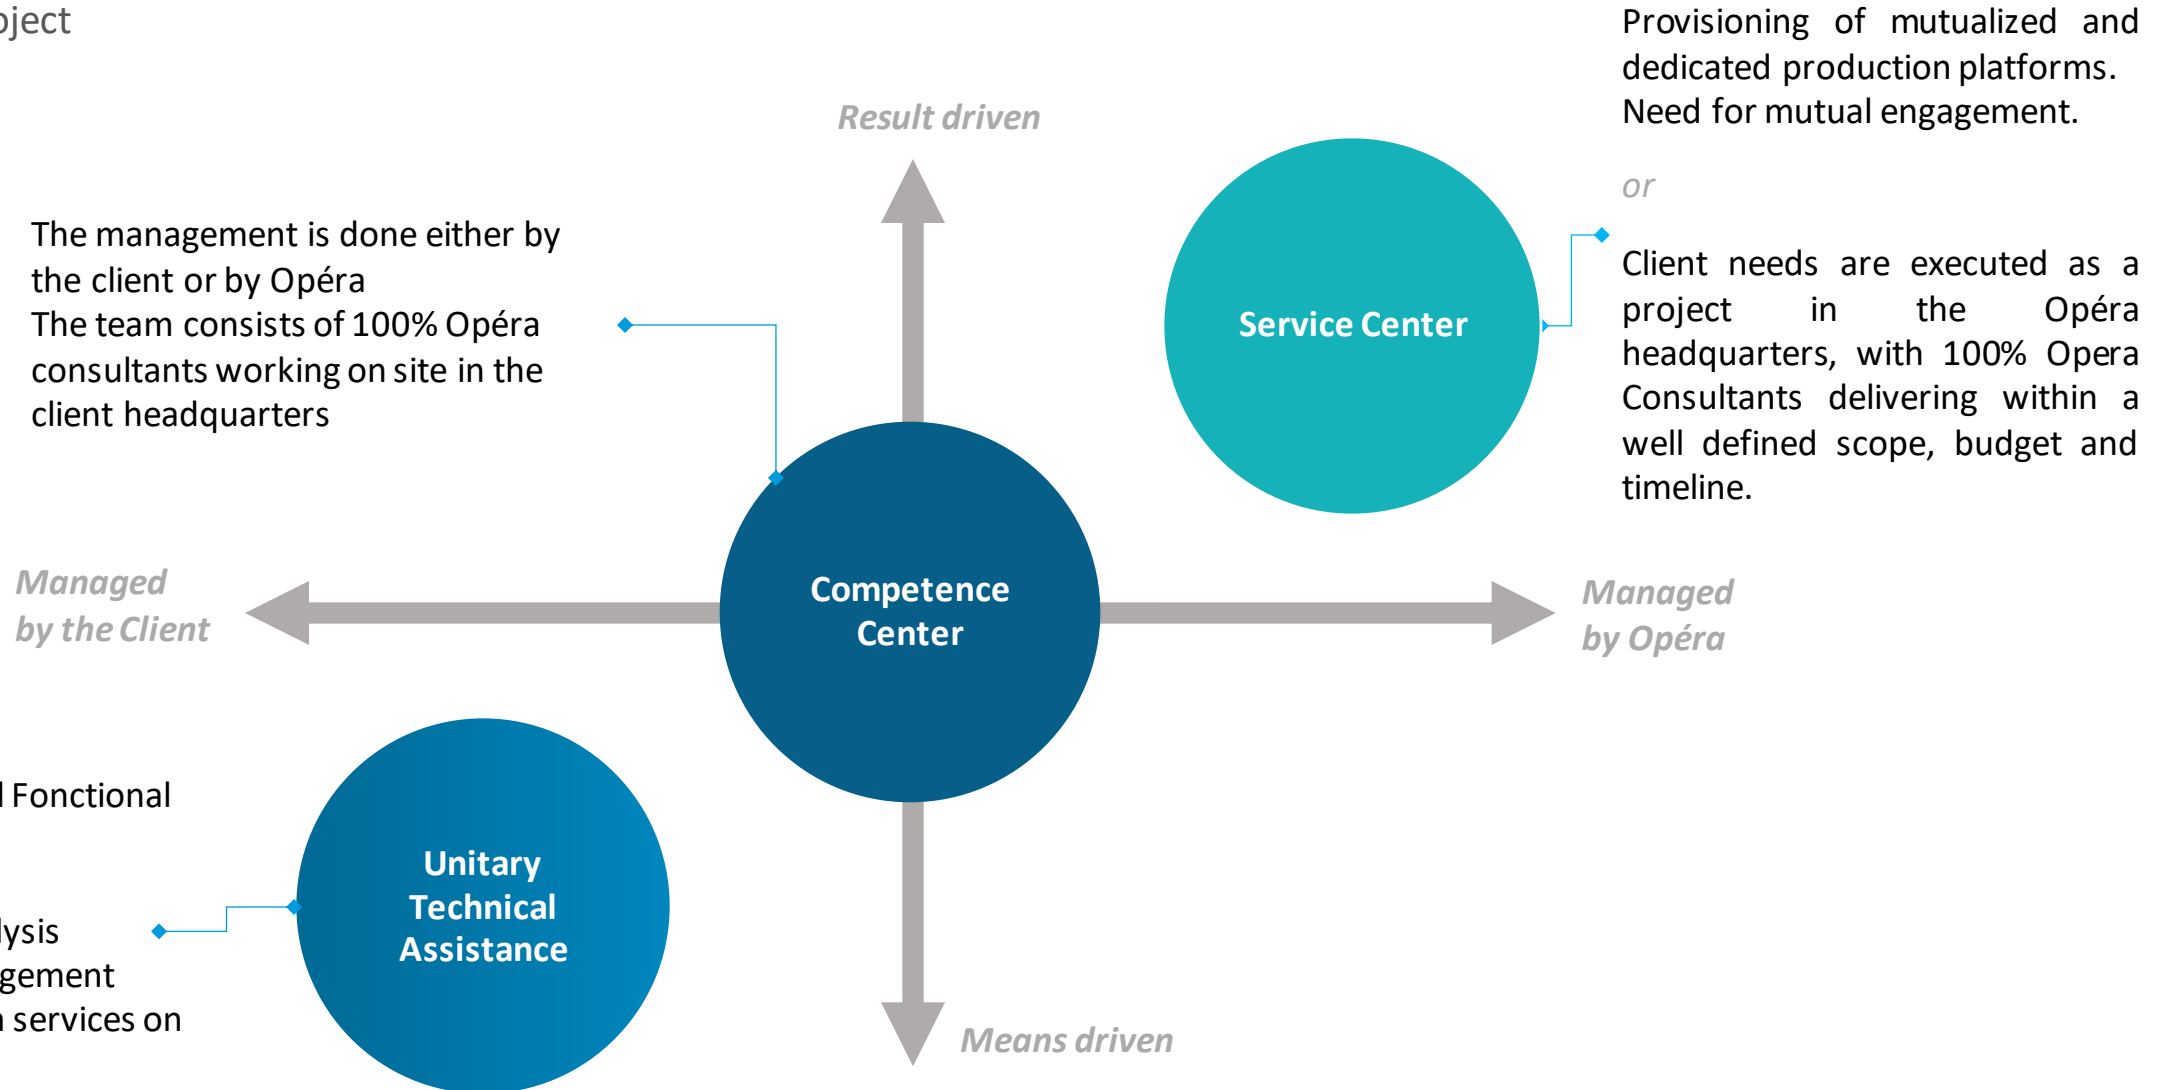 Provisioning of mutualized and
dedicated production platforms.
Need for mutual engagement.
or
Client needs are executed as a
project in the Opéra
headquarters, with 100% Opera
Consultants delivering within a
well defined scope, budget and
timeline.
Result driven
The management is done either by
the client or by Opéra
The team consists of 100% Opéra
consultants working on site in the
client headquarters
Service Center
Managed
by the Client
Competence
Center
Managed
by Opéra
Fonctional
Unitary
Technical
Assistance
services on
Means driven